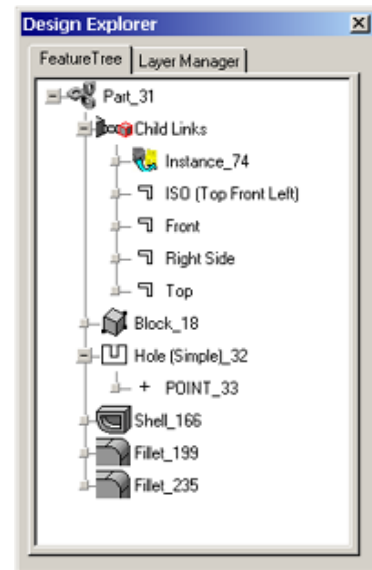 Design Explorer
FeatureTree Layer Manager
Part_31
Child Links
Instance_74
ISO (Top Front Left)
Front
Right Side
Top
Block_18
Hole (Simple)_32
POINT_33
Shell_166
Fillet_199
Fillet_235